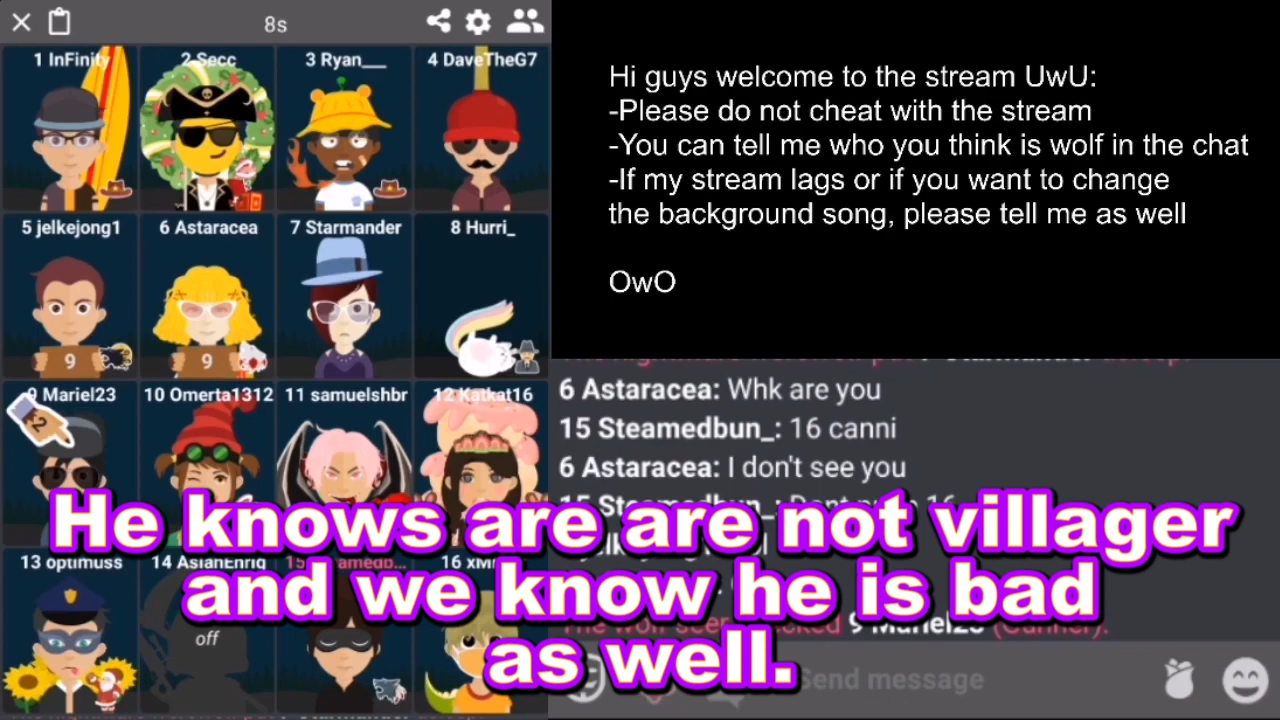 8s
1 InFinity
2 Secc
3 Ryan___
4 DaveTheG7
5 jelkejong1
6 Astaracea
7 Starmander
8 Hurri_
9
9
9 Mariel23
10 Omerta1312
11 samuelshbr
12 Katkat16
2
13 optimuss
14 AsianEnriq
16
off
Hi guys welcome to the stream UwU:
-Please do not cheat with the stream
-You can tell me who you think is wolf in the chat
-If my stream lags or if you want to change
the background song, please tell me as well
OwO
6 Astaracea: Whk are you
15 Steamedbun_: 16 canni
6 Astaracea: I don't see you
15 Steamedbun_:
9 Mariel23 (Canner).
Send message
He knows are are not villager
and we know he is bad
as well.